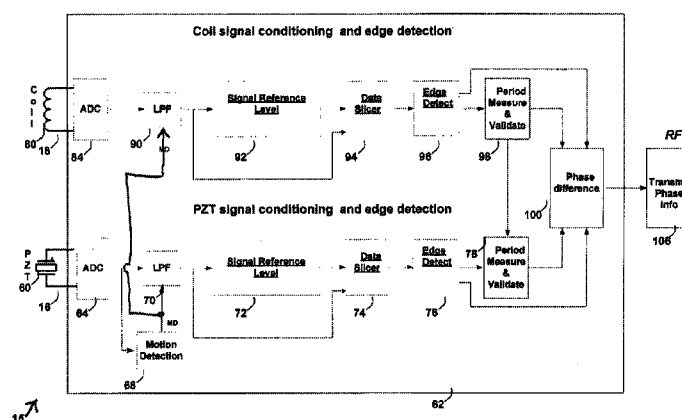 Coil signal conditioning and edge detection
Coil
80
16
ADC
84
LPF
90
MD
Signal Reference Level
92
Data Slicer
94
Edge Detect
96
Period Measure & Validate
98
Phase difference
100
RF
Transmit Phase Info
106
PZT signal conditioning and edge detection
PZT
60
16
ADC
64
LPF
70
MD
Motion Detection
68
Signal Reference Level
72
Data Slicer
74
Edge Detect
76
78
Period Measure & Validate
62